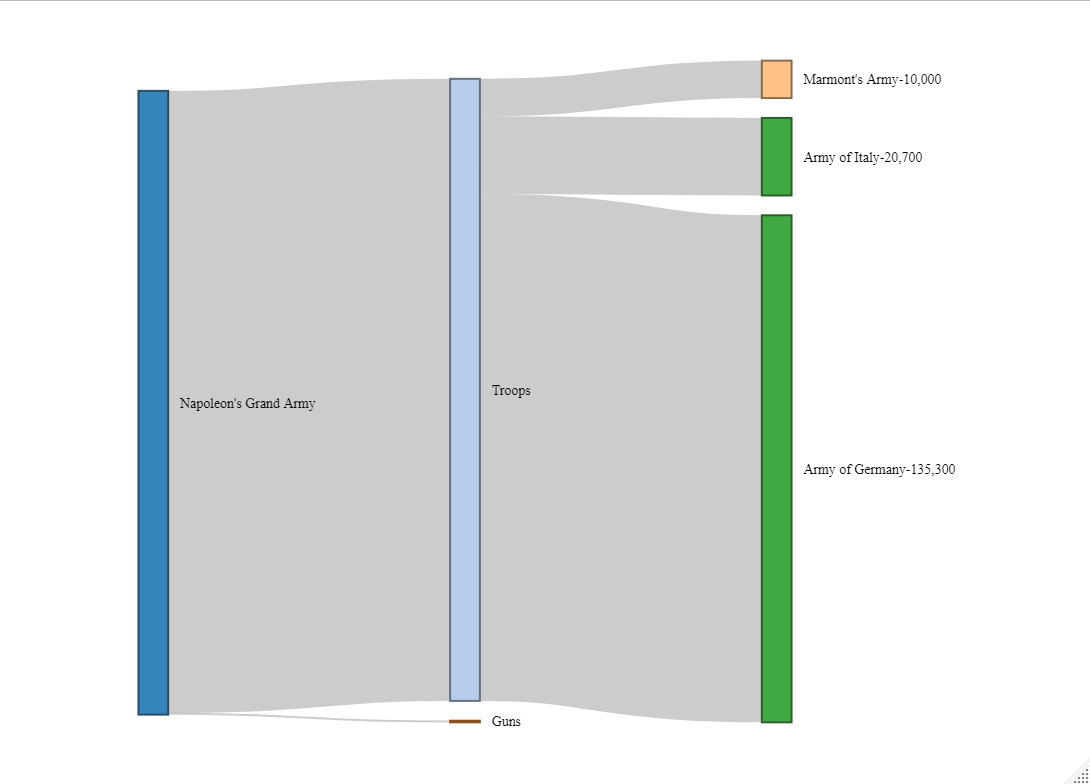 Marmont's Army-10,000
Army of Italy-20,700
Troops
Napoleon's Grand Army
Army of Germany-135,300
Guns